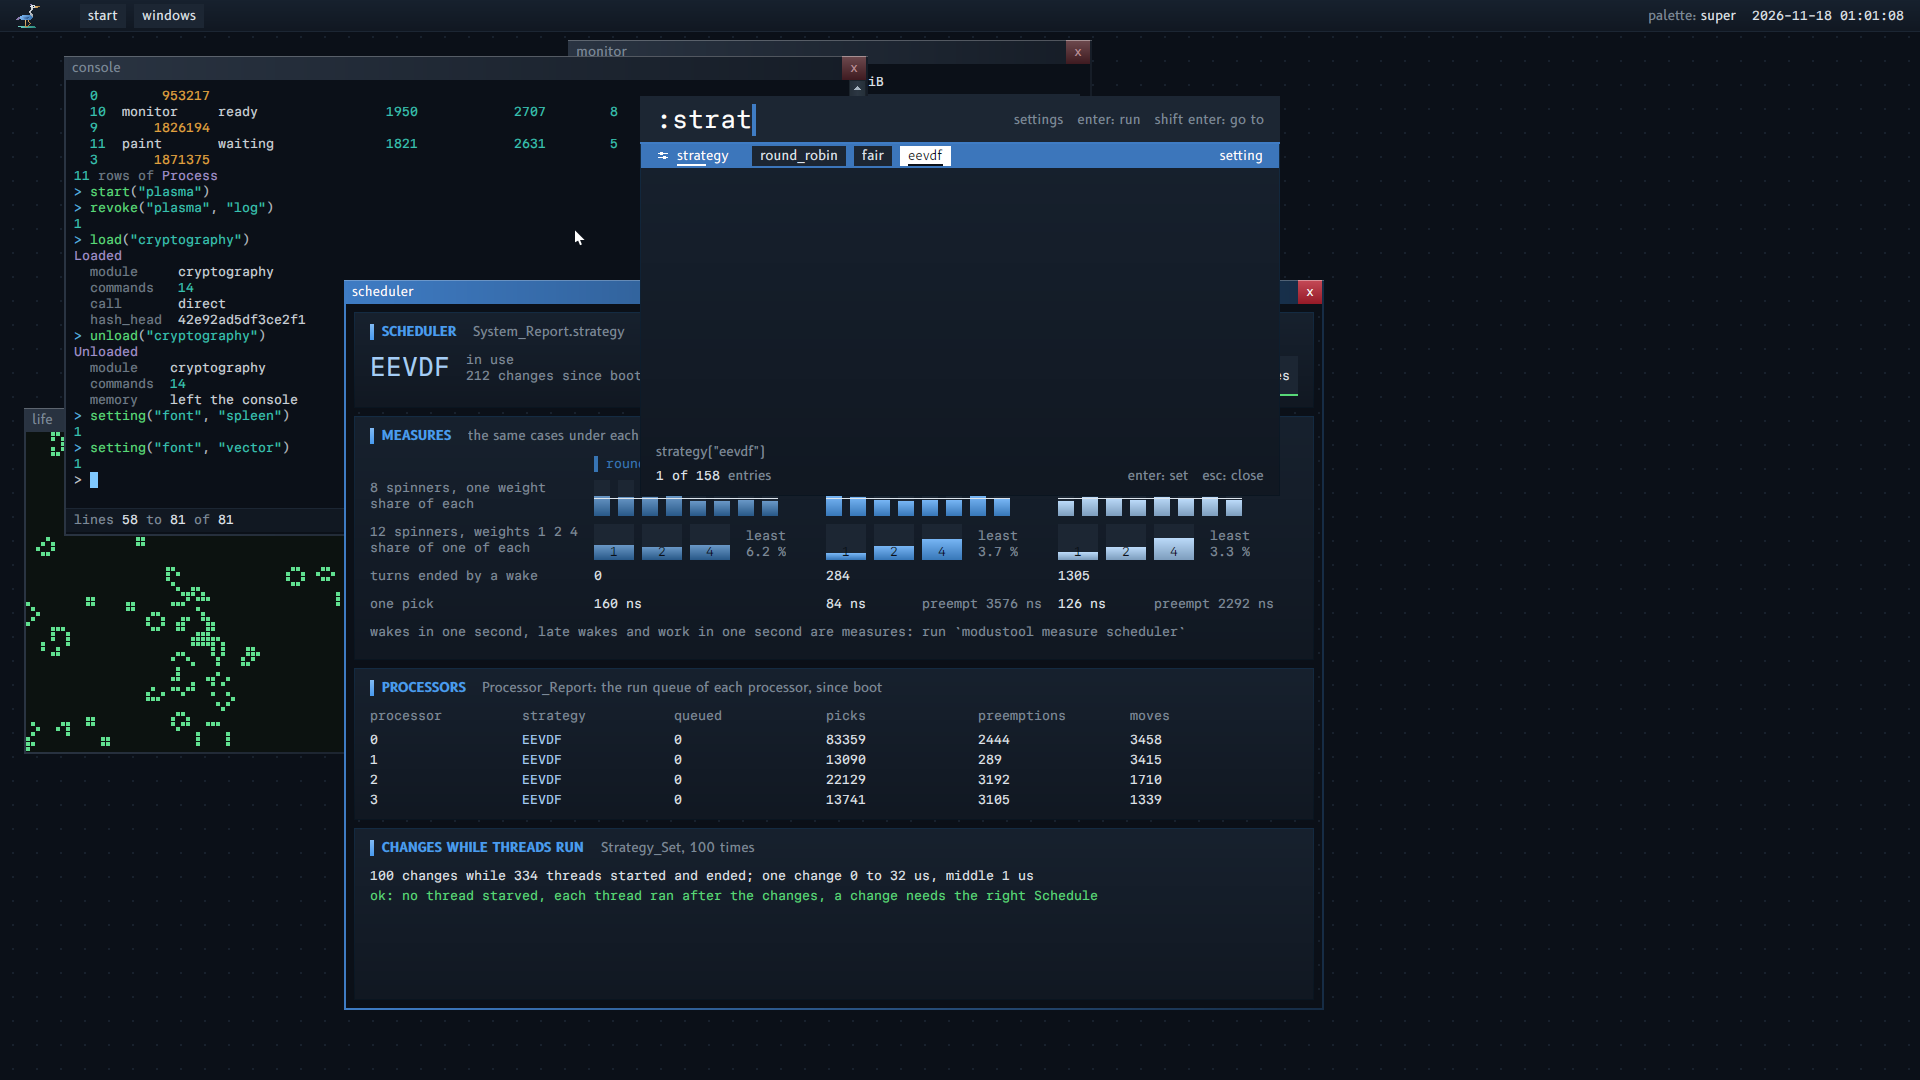 start windows palette: super 2026-11-18 01:01:08
monitor x
iB
console x
0 953217
10 monitor ready 1950 2707 8
9 1826194
11 paint waiting 1821 2631 5
3 1871375
11 rows of Process
> start("plasma")
> revoke("plasma", "log")
1
> load("cryptography")
Loaded
module cryptography
commands 14
call direct
hash_head 42e92ad5df3ce2f1
> unload("cryptography")
Unloaded
module cryptography
commands 14
memory left the console
> setting("font", "spleen")
1
> setting("font", "vector")
1
>
lines 58 to 81 of 81
life
:strat settings enter: run shift enter: go to
strategy round_robin fair eevdf setting
strategy["eevdf"]
1 of 158 entries enter: set esc: close
scheduler x
SCHEDULER System_Report.strategy
EEVDF in use
212 changes since boot
MEASURES the same cases under each
8 spinners, one weight
share of each
12 spinners, weights 1 2 4
share of one of each
1 2 4 least 6.2 % 1 2 4 least 3.7 % 1 2 4 least 3.3 %
turns ended by a wake 0 284 1305
one pick 160 ns 84 ns preempt 3576 ns 126 ns preempt 2292 ns
wakes in one second, late wakes and work in one second are measures: run `modustool measure scheduler`
PROCESSORS Processor_Report: the run queue of each processor, since boot
processor strategy queued picks preemptions moves
0 EEVDF 0 83359 2444 3458
1 EEVDF 0 13090 289 3415
2 EEVDF 0 22129 3192 1710
3 EEVDF 0 13741 3105 1339
CHANGES WHILE THREADS RUN Strategy_Set, 100 times
100 changes while 334 threads started and ended; one change 0 to 32 us, middle 1 us
ok: no thread starved, each thread ran after the changes, a change needs the right Schedule